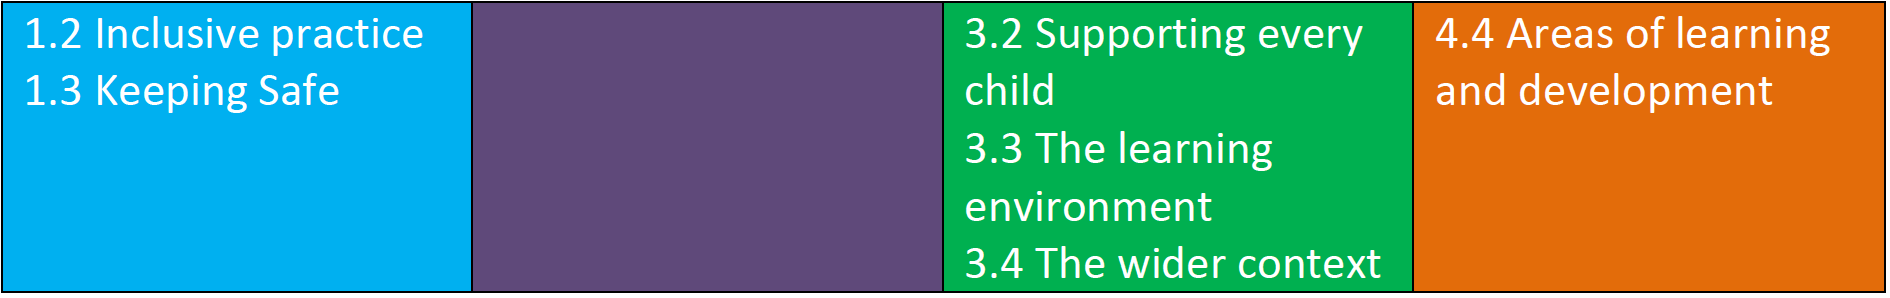 1.2 Inclusive practice
1.3 Keeping Safe
3.2 Supporting every
child
3.3 The learning
environment
3.4 The wider context
4.4 Areas of learning
and development